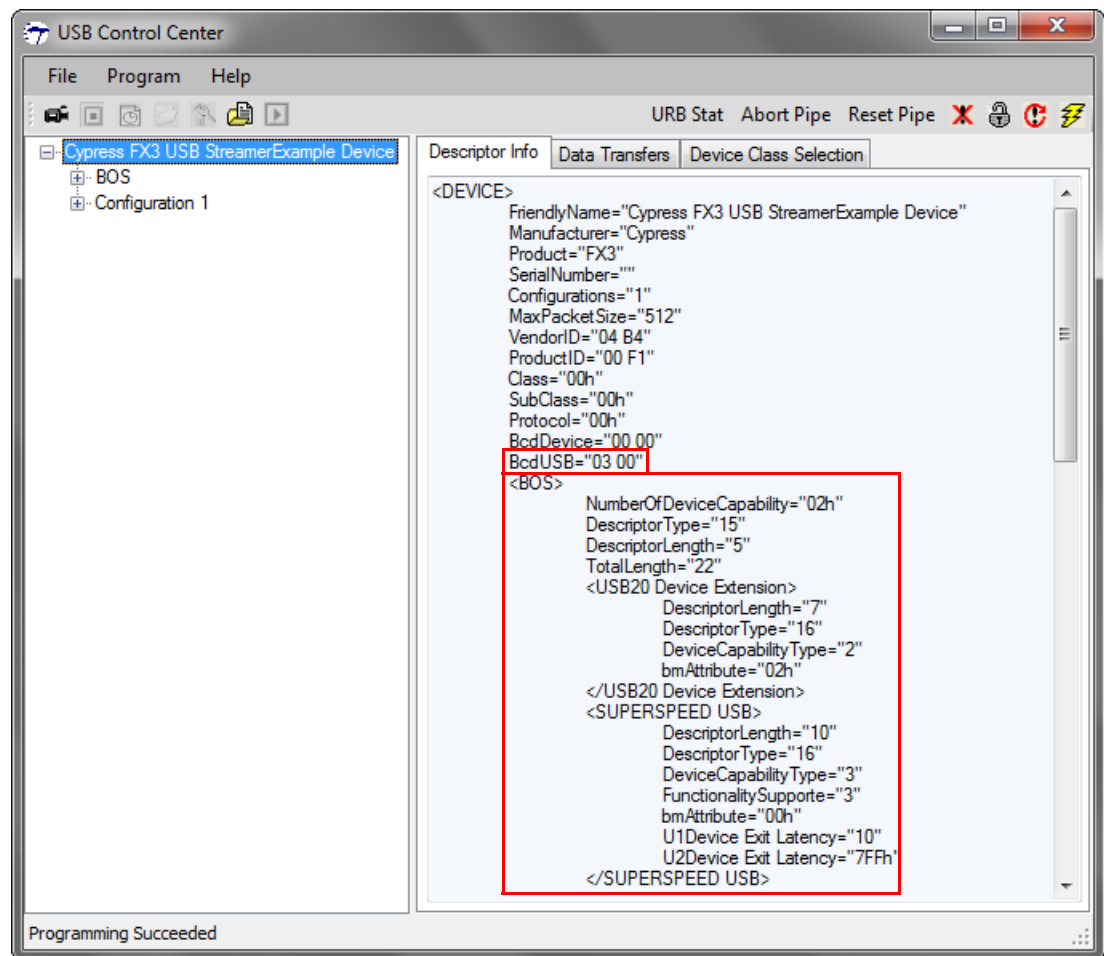 USB Control Center
File Program Help
URB Stat Abort Pipe Reset Pipe
Cypress FX3 USB StreamerExample Device
BOS
Configuration 1
Descriptor Info Data Transfers Device Class Selection
<DEVICE>
FriendlyName="Cypress FX3 USB StreamerExample Device"
Manufacturer="Cypress"
Product="FX3"
SerialNumber=""
Configurations="1"
MaxPacketSize="512"
VendorID="04 B4"
ProductID="00 F1"
Class="00h"
SubClass="00h"
Protocol="00h"
BcdDevice="00 00"
BcdUSB="03 00"
<BOS>
NumberOfDeviceCapability="02h"
DescriptorType="15"
DescriptorLength="5"
TotalLength="22"
<USB20 Device Extension>
DescriptorLength="7"
DescriptorType="16"
DeviceCapabilityType="2"
bmAttribute="02h"
</USB20 Device Extension>
<SUPERSPEED USB>
DescriptorLength="10"
DescriptorType="16"
DeviceCapabilityType="3"
FunctionalitySupporte="3"
bmAttribute="00h"
U1Device Exit Latency="10"
U2Device Exit Latency="7FFh"
</SUPERSPEED USB>
Programming Succeeded